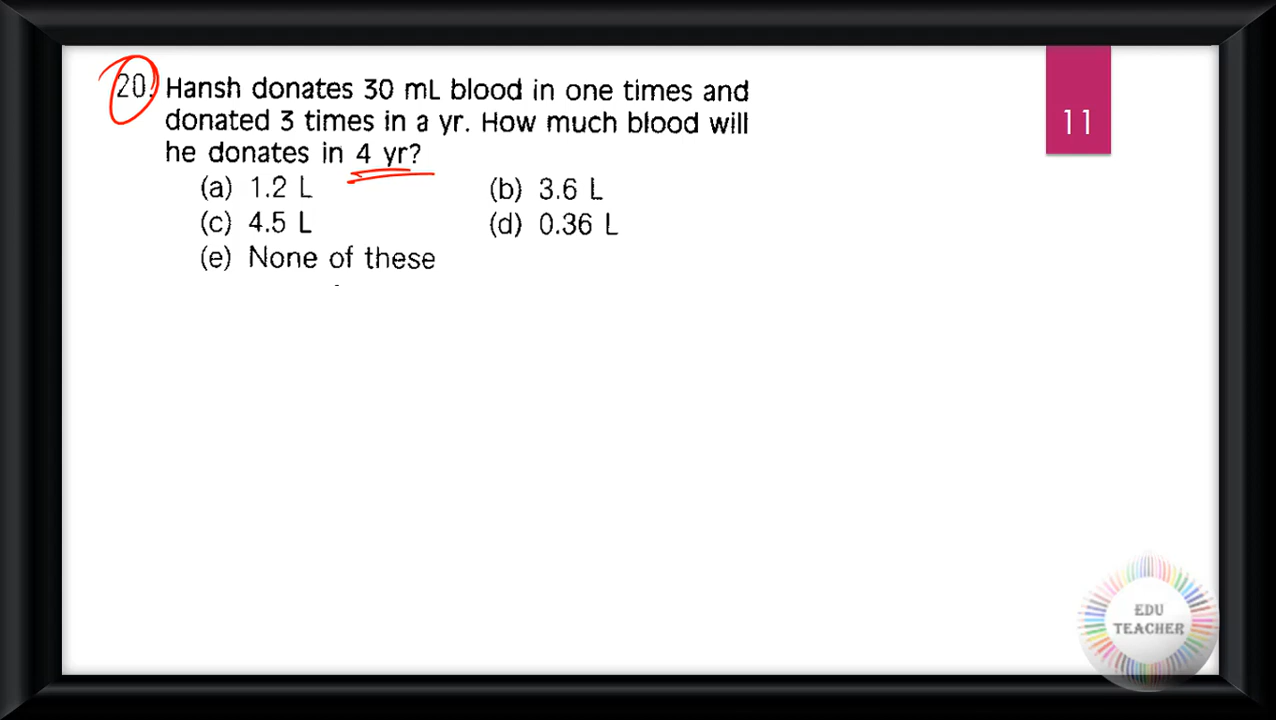 20. Hansh donates 30 mL blood in one times and
donated 3 times in a yr. How much blood will
he donates in 4 yr?
(a) 1.2 L (b) 3.6 L
(c) 4.5 L (d) 0.36 L
(e) None of these
11
EDU
TEACHER